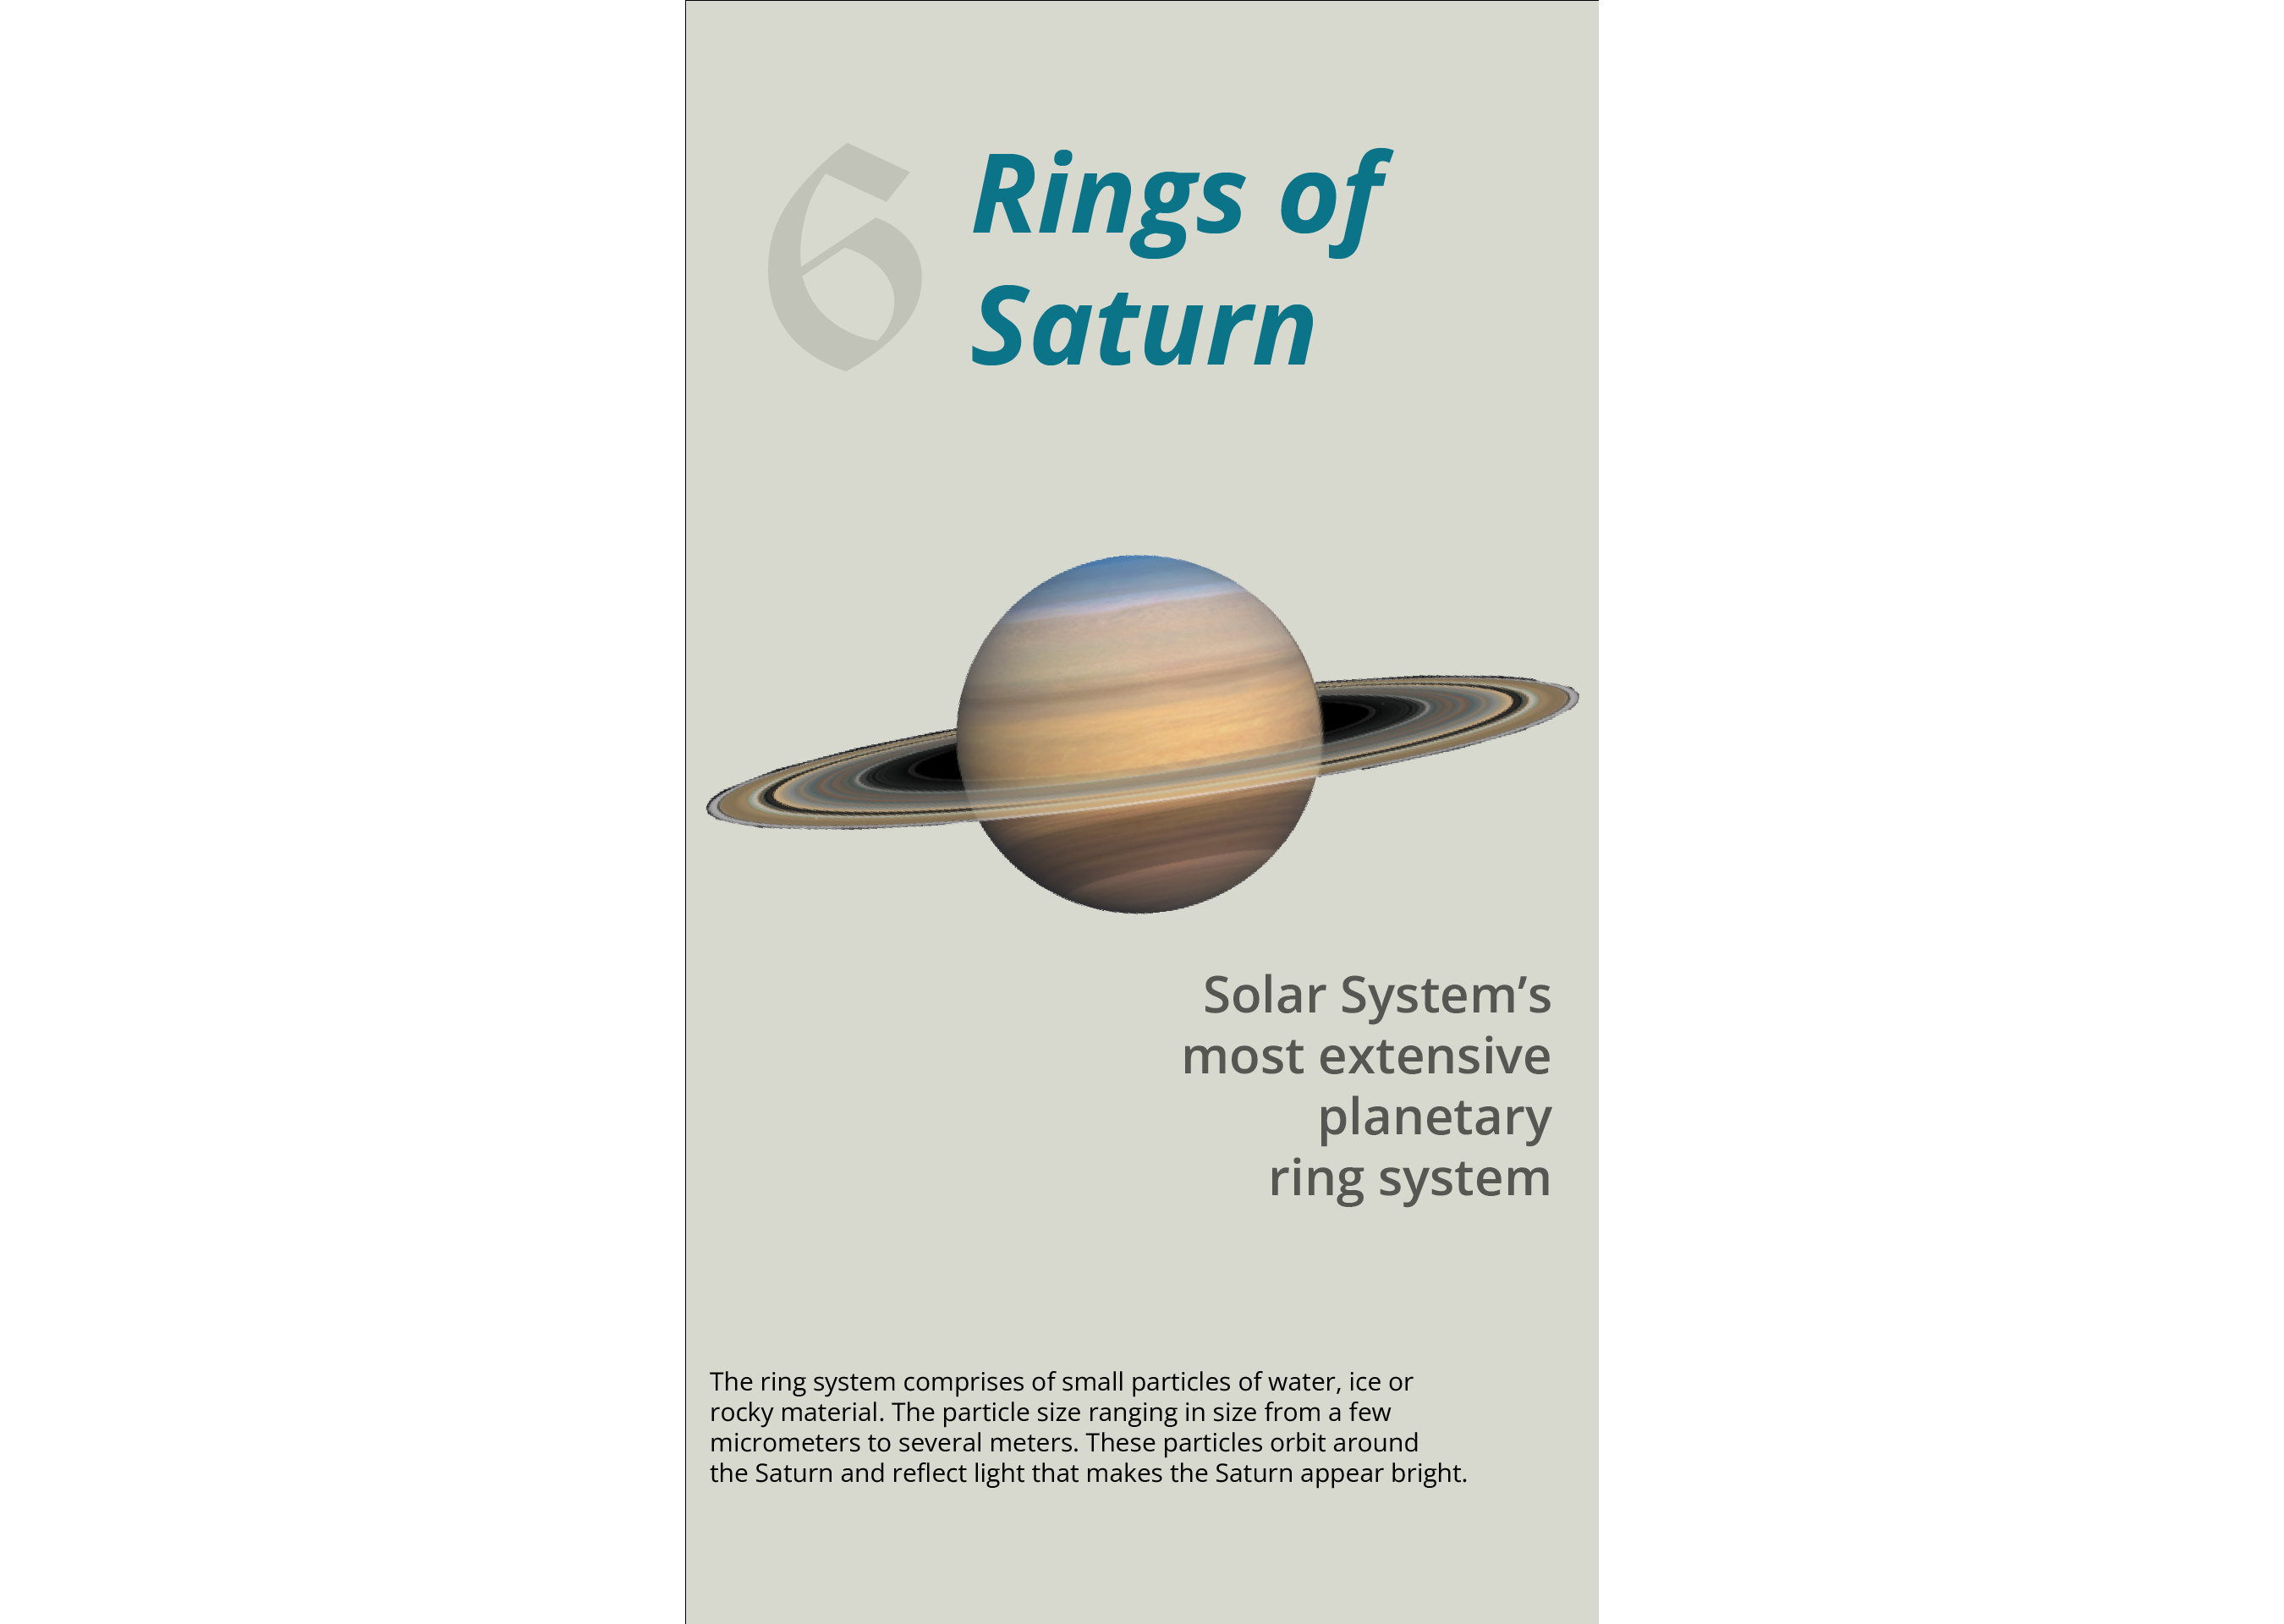 6
Rings of
Saturn
Solar System’s
most extensive
planetary
ring system
The ring system comprises of small particles of water, ice or
rocky material. The particle size ranging in size from a few
micrometers to several meters. These particles orbit around
the Saturn and reflect light that makes the Saturn appear bright.